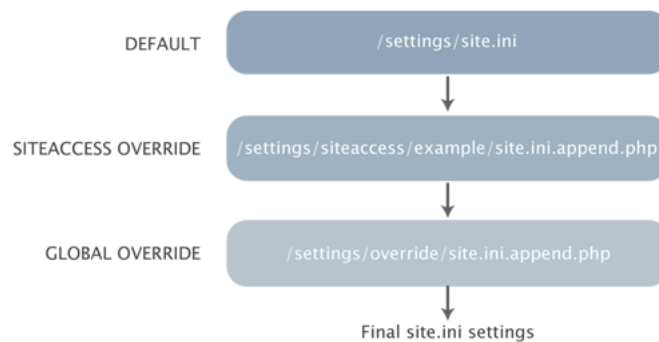 DEFAULT
/settings/site.ini
SITEACCESS OVERRIDE
/settings/siteaccess/example/site.ini.append.php
GLOBAL OVERRIDE
/settings/override/site.ini.append.php
Final site.ini settings